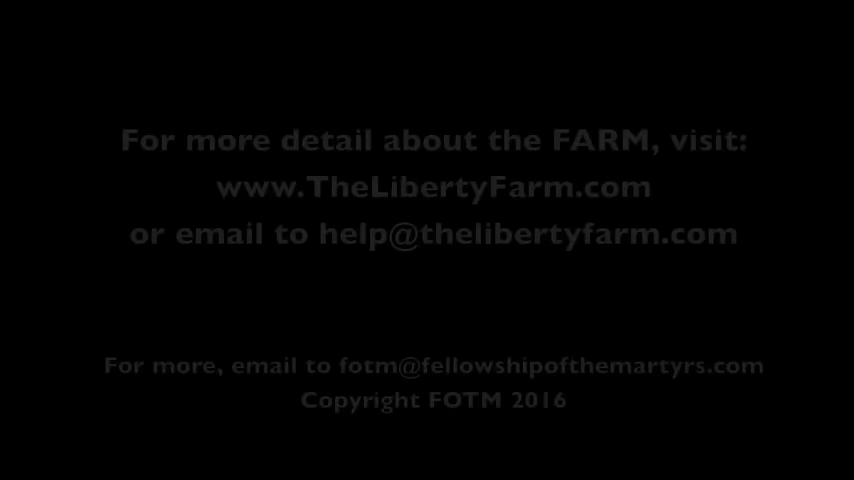 For more detail about the FARM, visit:
www.TheLibertyFarm.com
or email to help@thelibertyfarm.com
For more, email to fotm@fellowshipofthemartyrs.com
Copyright FOTM 2016